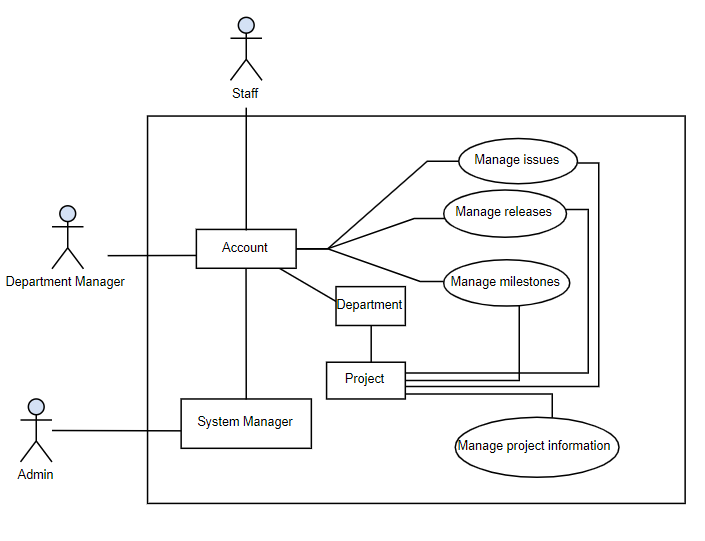 Staff
Manage issues
Manage releases
Account
Department Manager
Manage milestones
Department
Project
System Manager
Manage project information
Admin